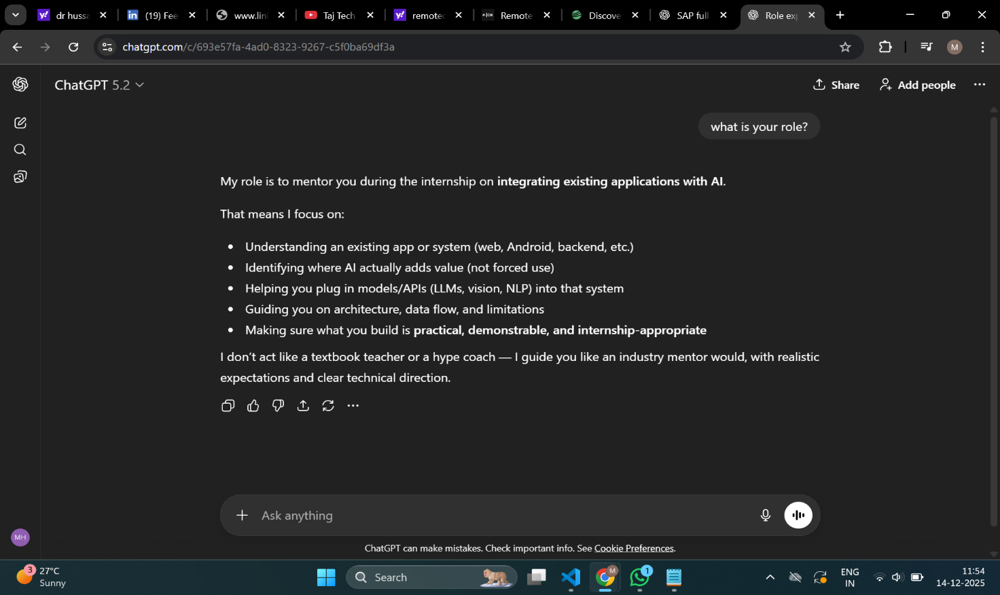 dr hussa
(19) Fee
www.lin
Taj Tech
remotec
Remote
Discove
SAP full
Role exp
chatgpt.com/c/693e57fa-4ad0-8323-9267-c5f0ba69df3a
M
ChatGPT 5.2
Share
Add people
what is your role?
My role is to mentor you during the internship on integrating existing applications with AI.
That means I focus on:
• Understanding an existing app or system (web, Android, backend, etc.)
• Identifying where AI actually adds value (not forced use)
• Helping you plug in models/APIs (LLMs, vision, NLP) into that system
• Guiding you on architecture, data flow, and limitations
• Making sure what you build is practical, demonstrable, and internship-appropriate
I don’t act like a textbook teacher or a hype coach — I guide you like an industry mentor would, with realistic
expectations and clear technical direction.
Ask anything
MH
ChatGPT can make mistakes. Check important info. See Cookie Preferences.
3
27°C
Sunny
Search
M
1
ENG
IN
11:54
14-12-2025